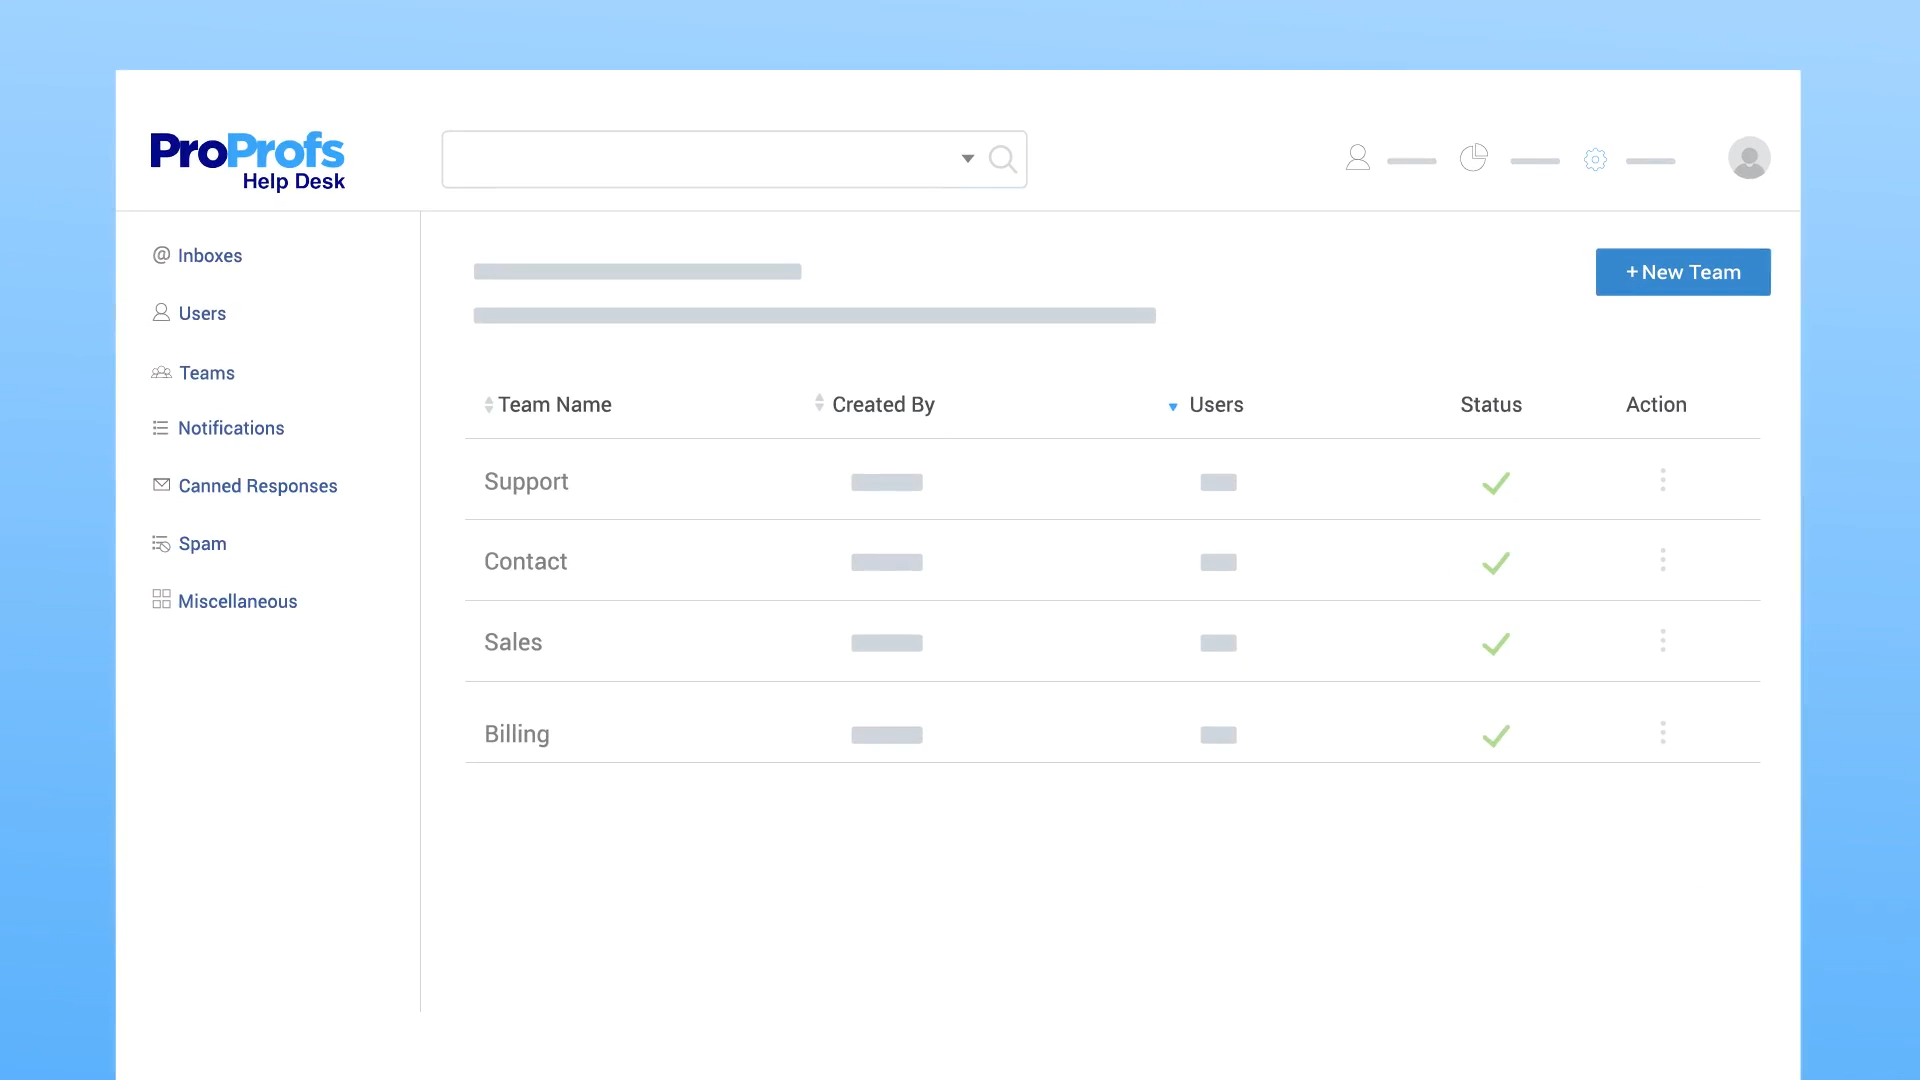 ProProfs
Help Desk
Inboxes
Users
Teams
Notifications
Canned Responses
Spam
Miscellaneous
+ New Team
Team Name Created By Users Status Action
Support
Contact
Sales
Billing